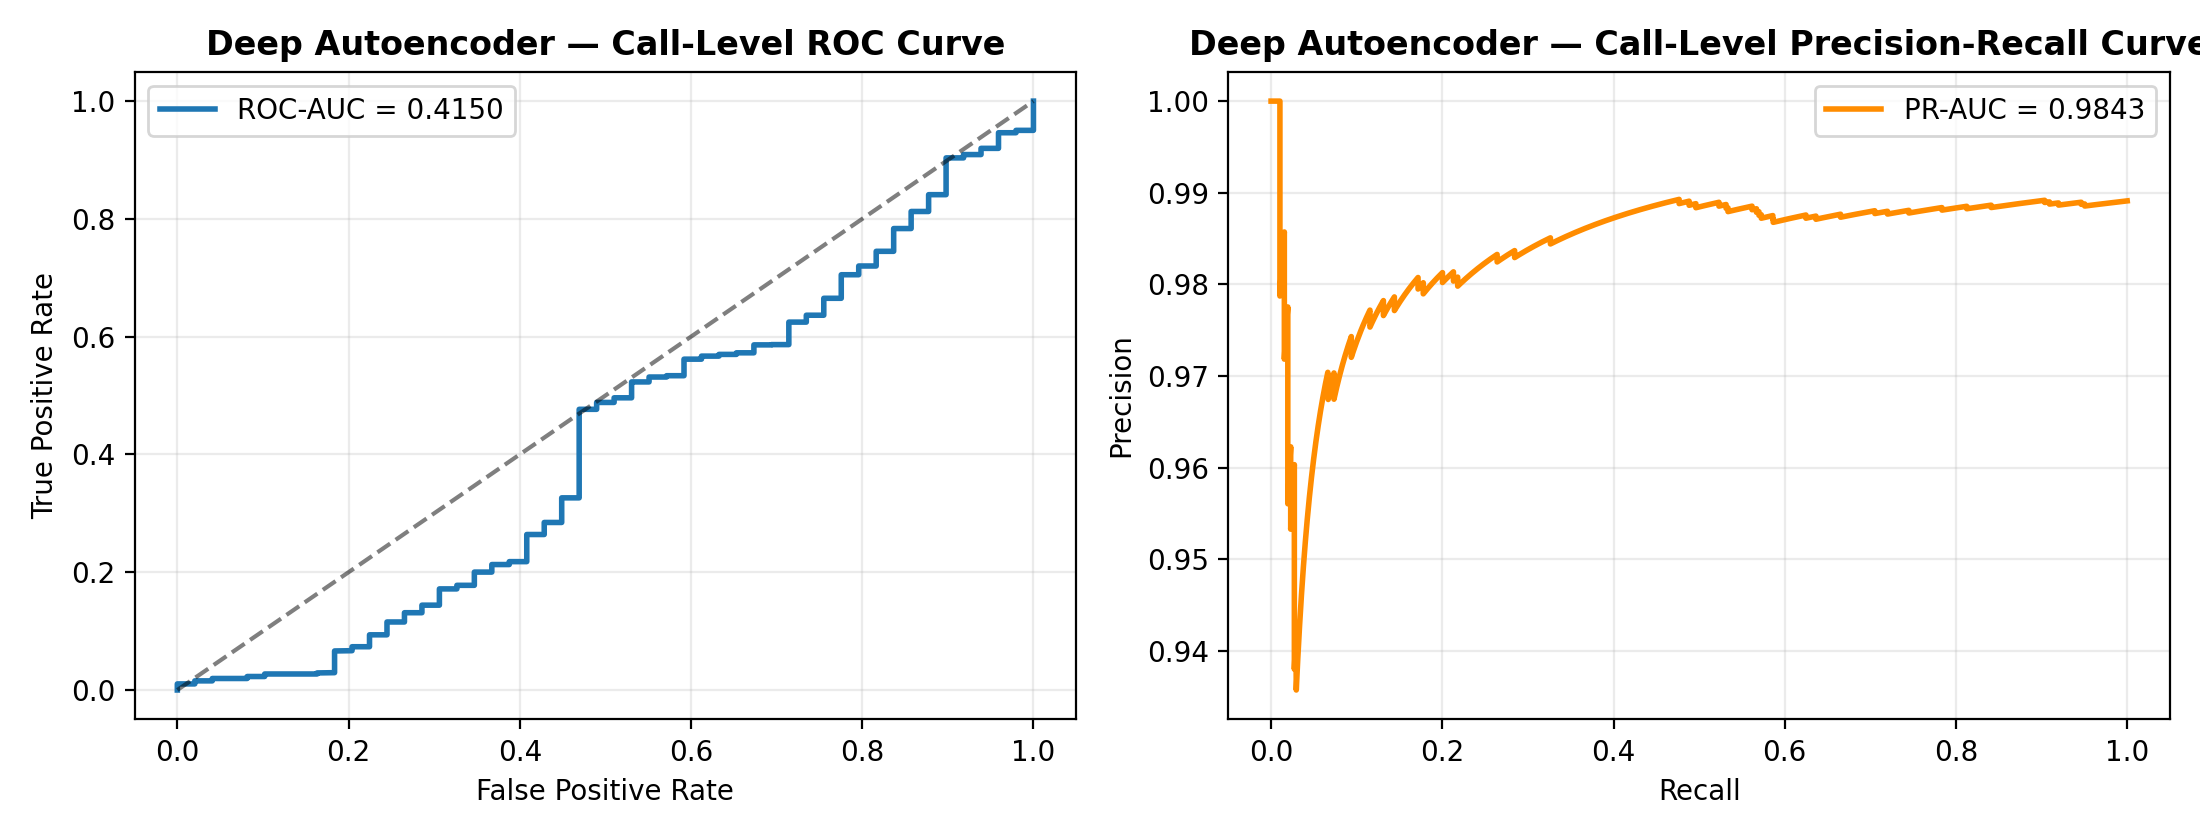 Deep Autoencoder — Call-Level ROC Curve
ROC-AUC = 0.4150
1.0
0.8
0.6
0.4
0.2
0.0
True Positive Rate
0.0 0.2 0.4 0.6 0.8 1.0
False Positive Rate
Deep Autoencoder — Call-Level Precision-Recall Curve
PR-AUC = 0.9843
1.00
0.99
0.98
0.97
0.96
0.95
0.94
Precision
0.0 0.2 0.4 0.6 0.8 1.0
Recall